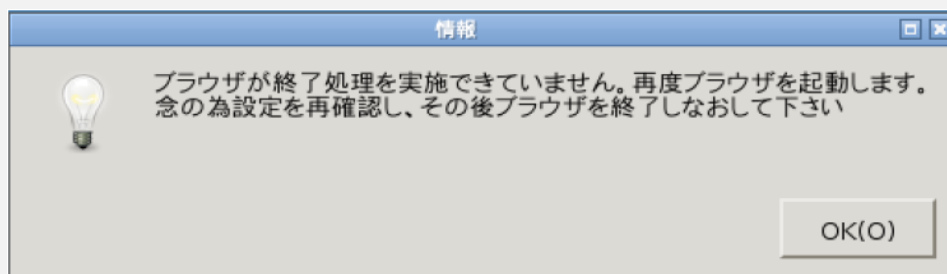 情報
ブラウザが終了処理を実施できていません。再度ブラウザを起動します。
念の為設定を再確認し、その後ブラウザを終了しなおして下さい
OK(O)